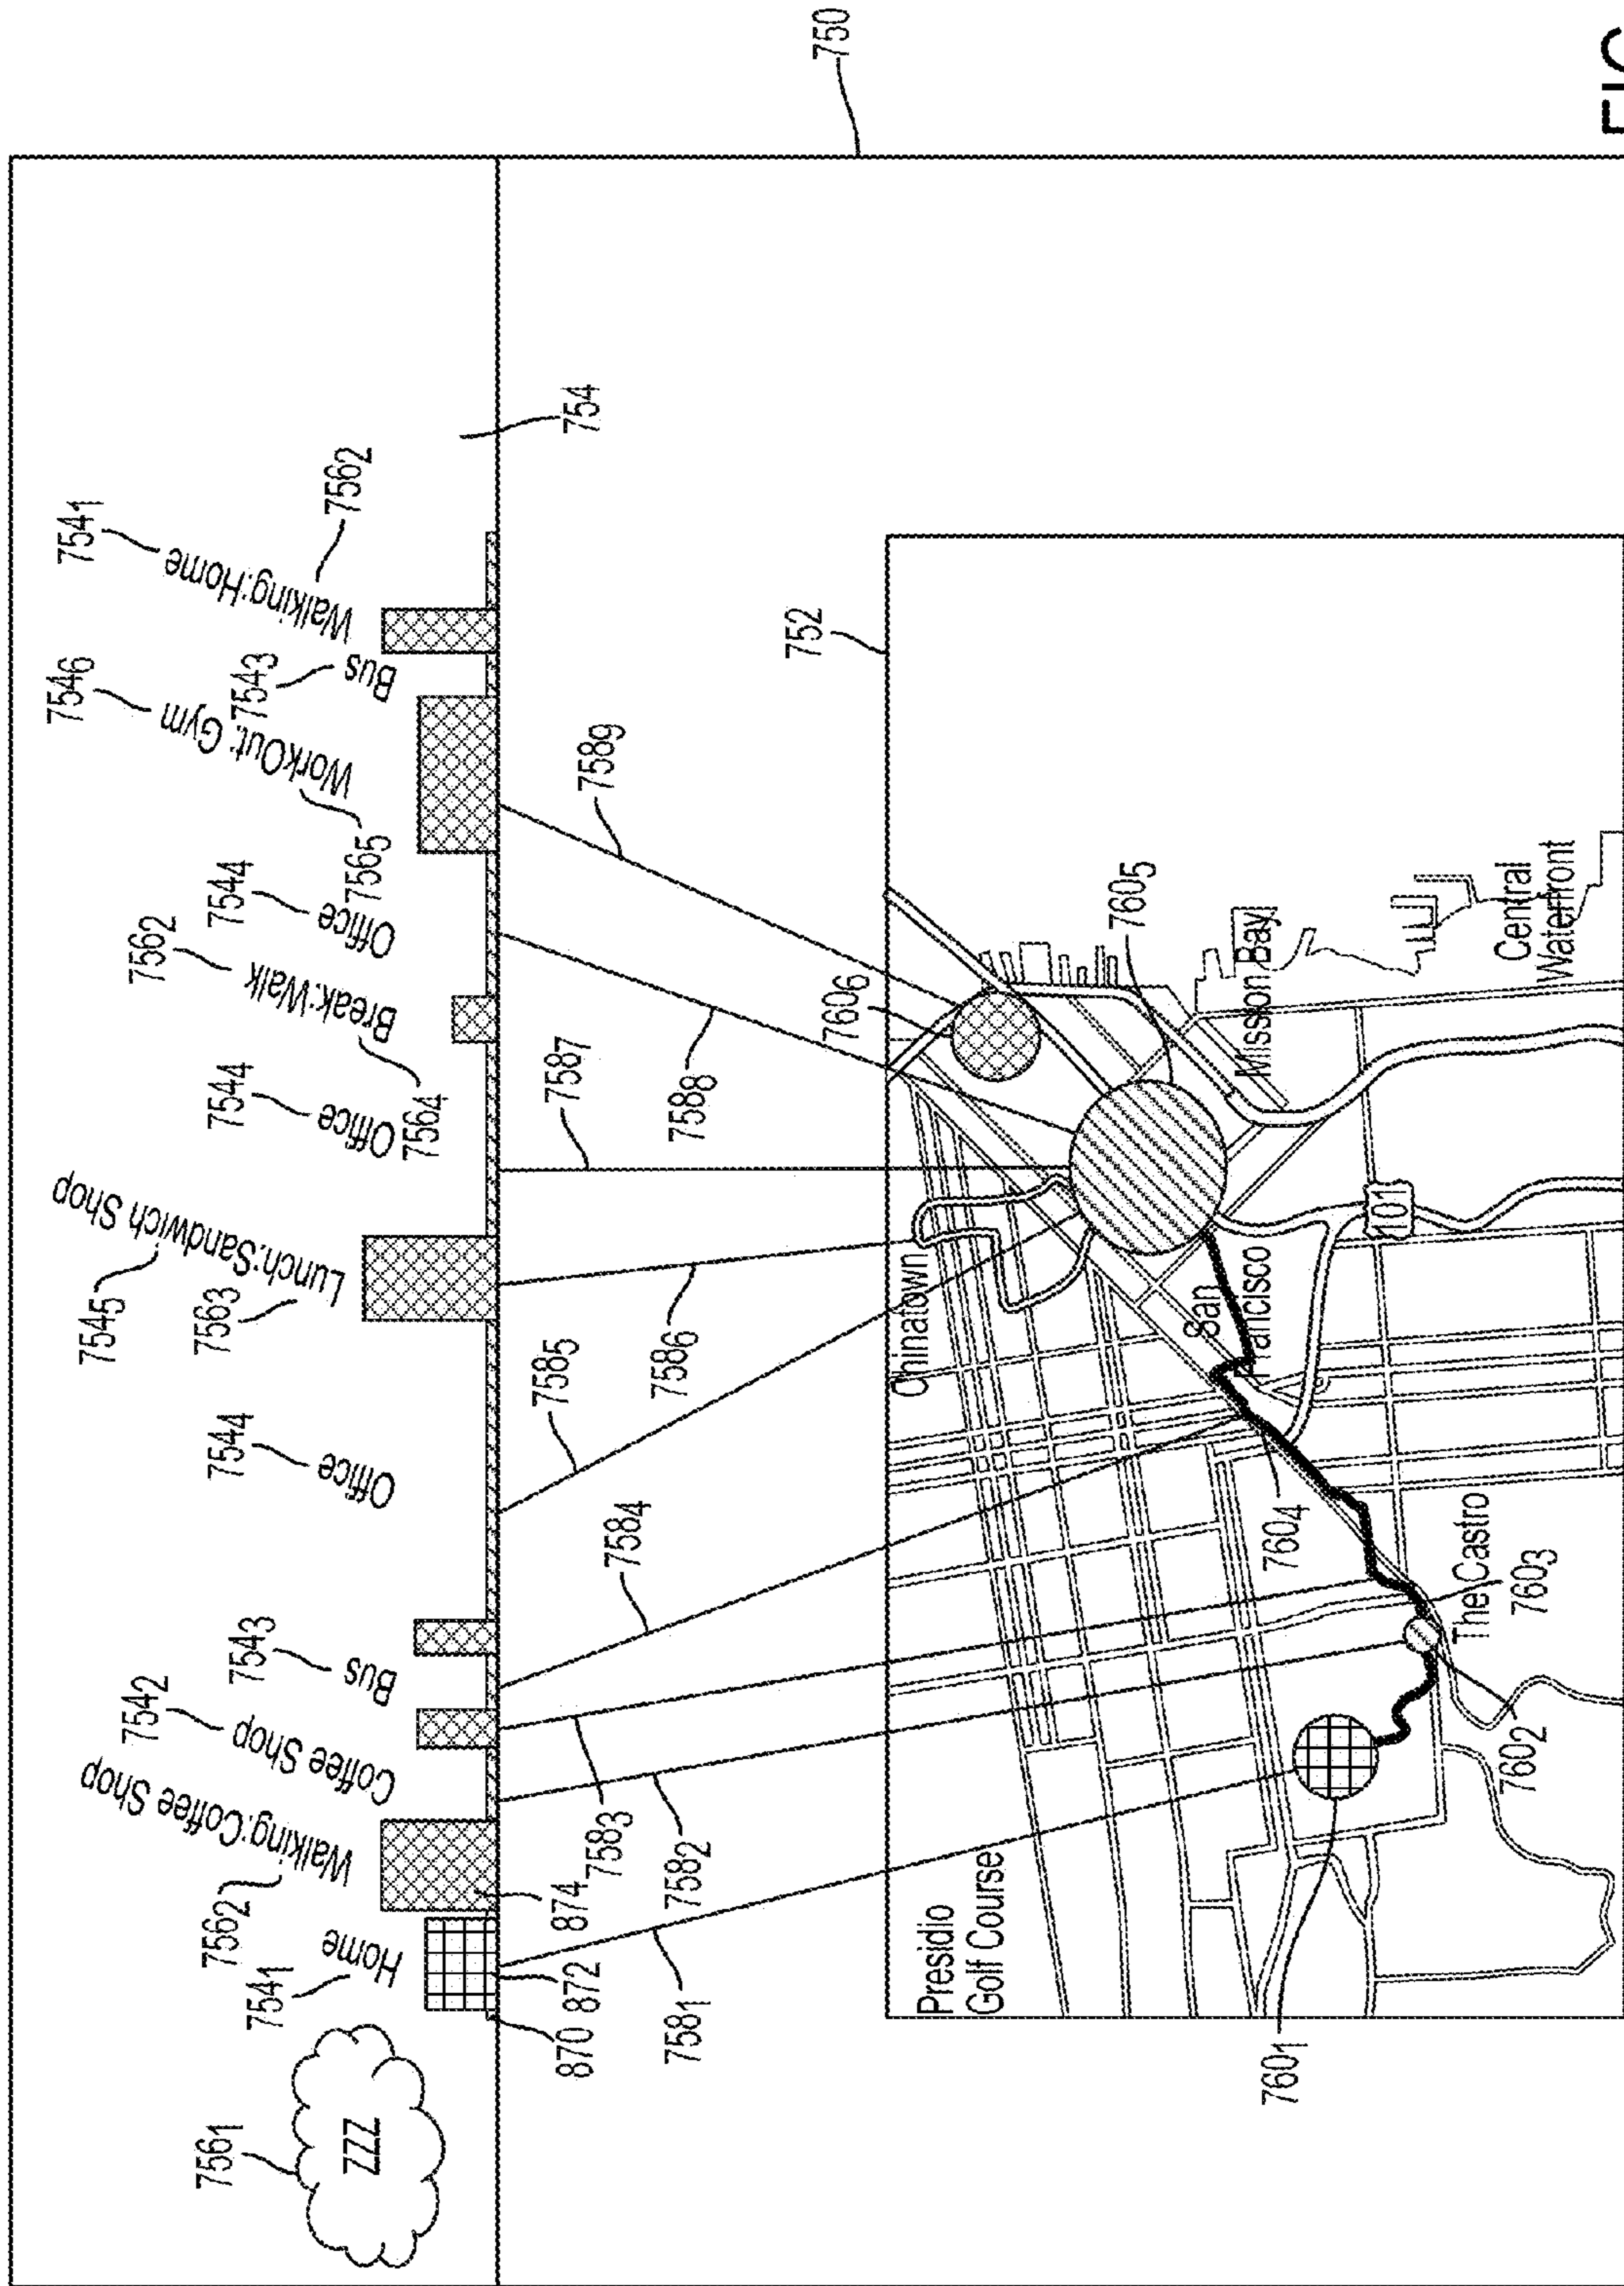 750
754₁
Walking:Home
756₂
754₆
Bus
754₃
WorkOut: Gym
756₅
754₄
Office
756₂
Break:Walk
756₄
754₄
Office
Lunch:Sandwich Shop
754₅
756₃
754₄
Office
754₃
Bus
754₂
Coffee Shop
Walking:Coffee Shop
756₂
754₁
Home
756₁
ZZZ
754
870
872
874
758₁
758₂
758₃
758₄
758₅
758₆
758₇
758₈
758₉
752
Presidio
Golf Course
Chinatown
San
Francisco
101
Mission Bay
Central
Waterfront
The Castro
760₁
760₂
760₃
760₄
760₅
760₆